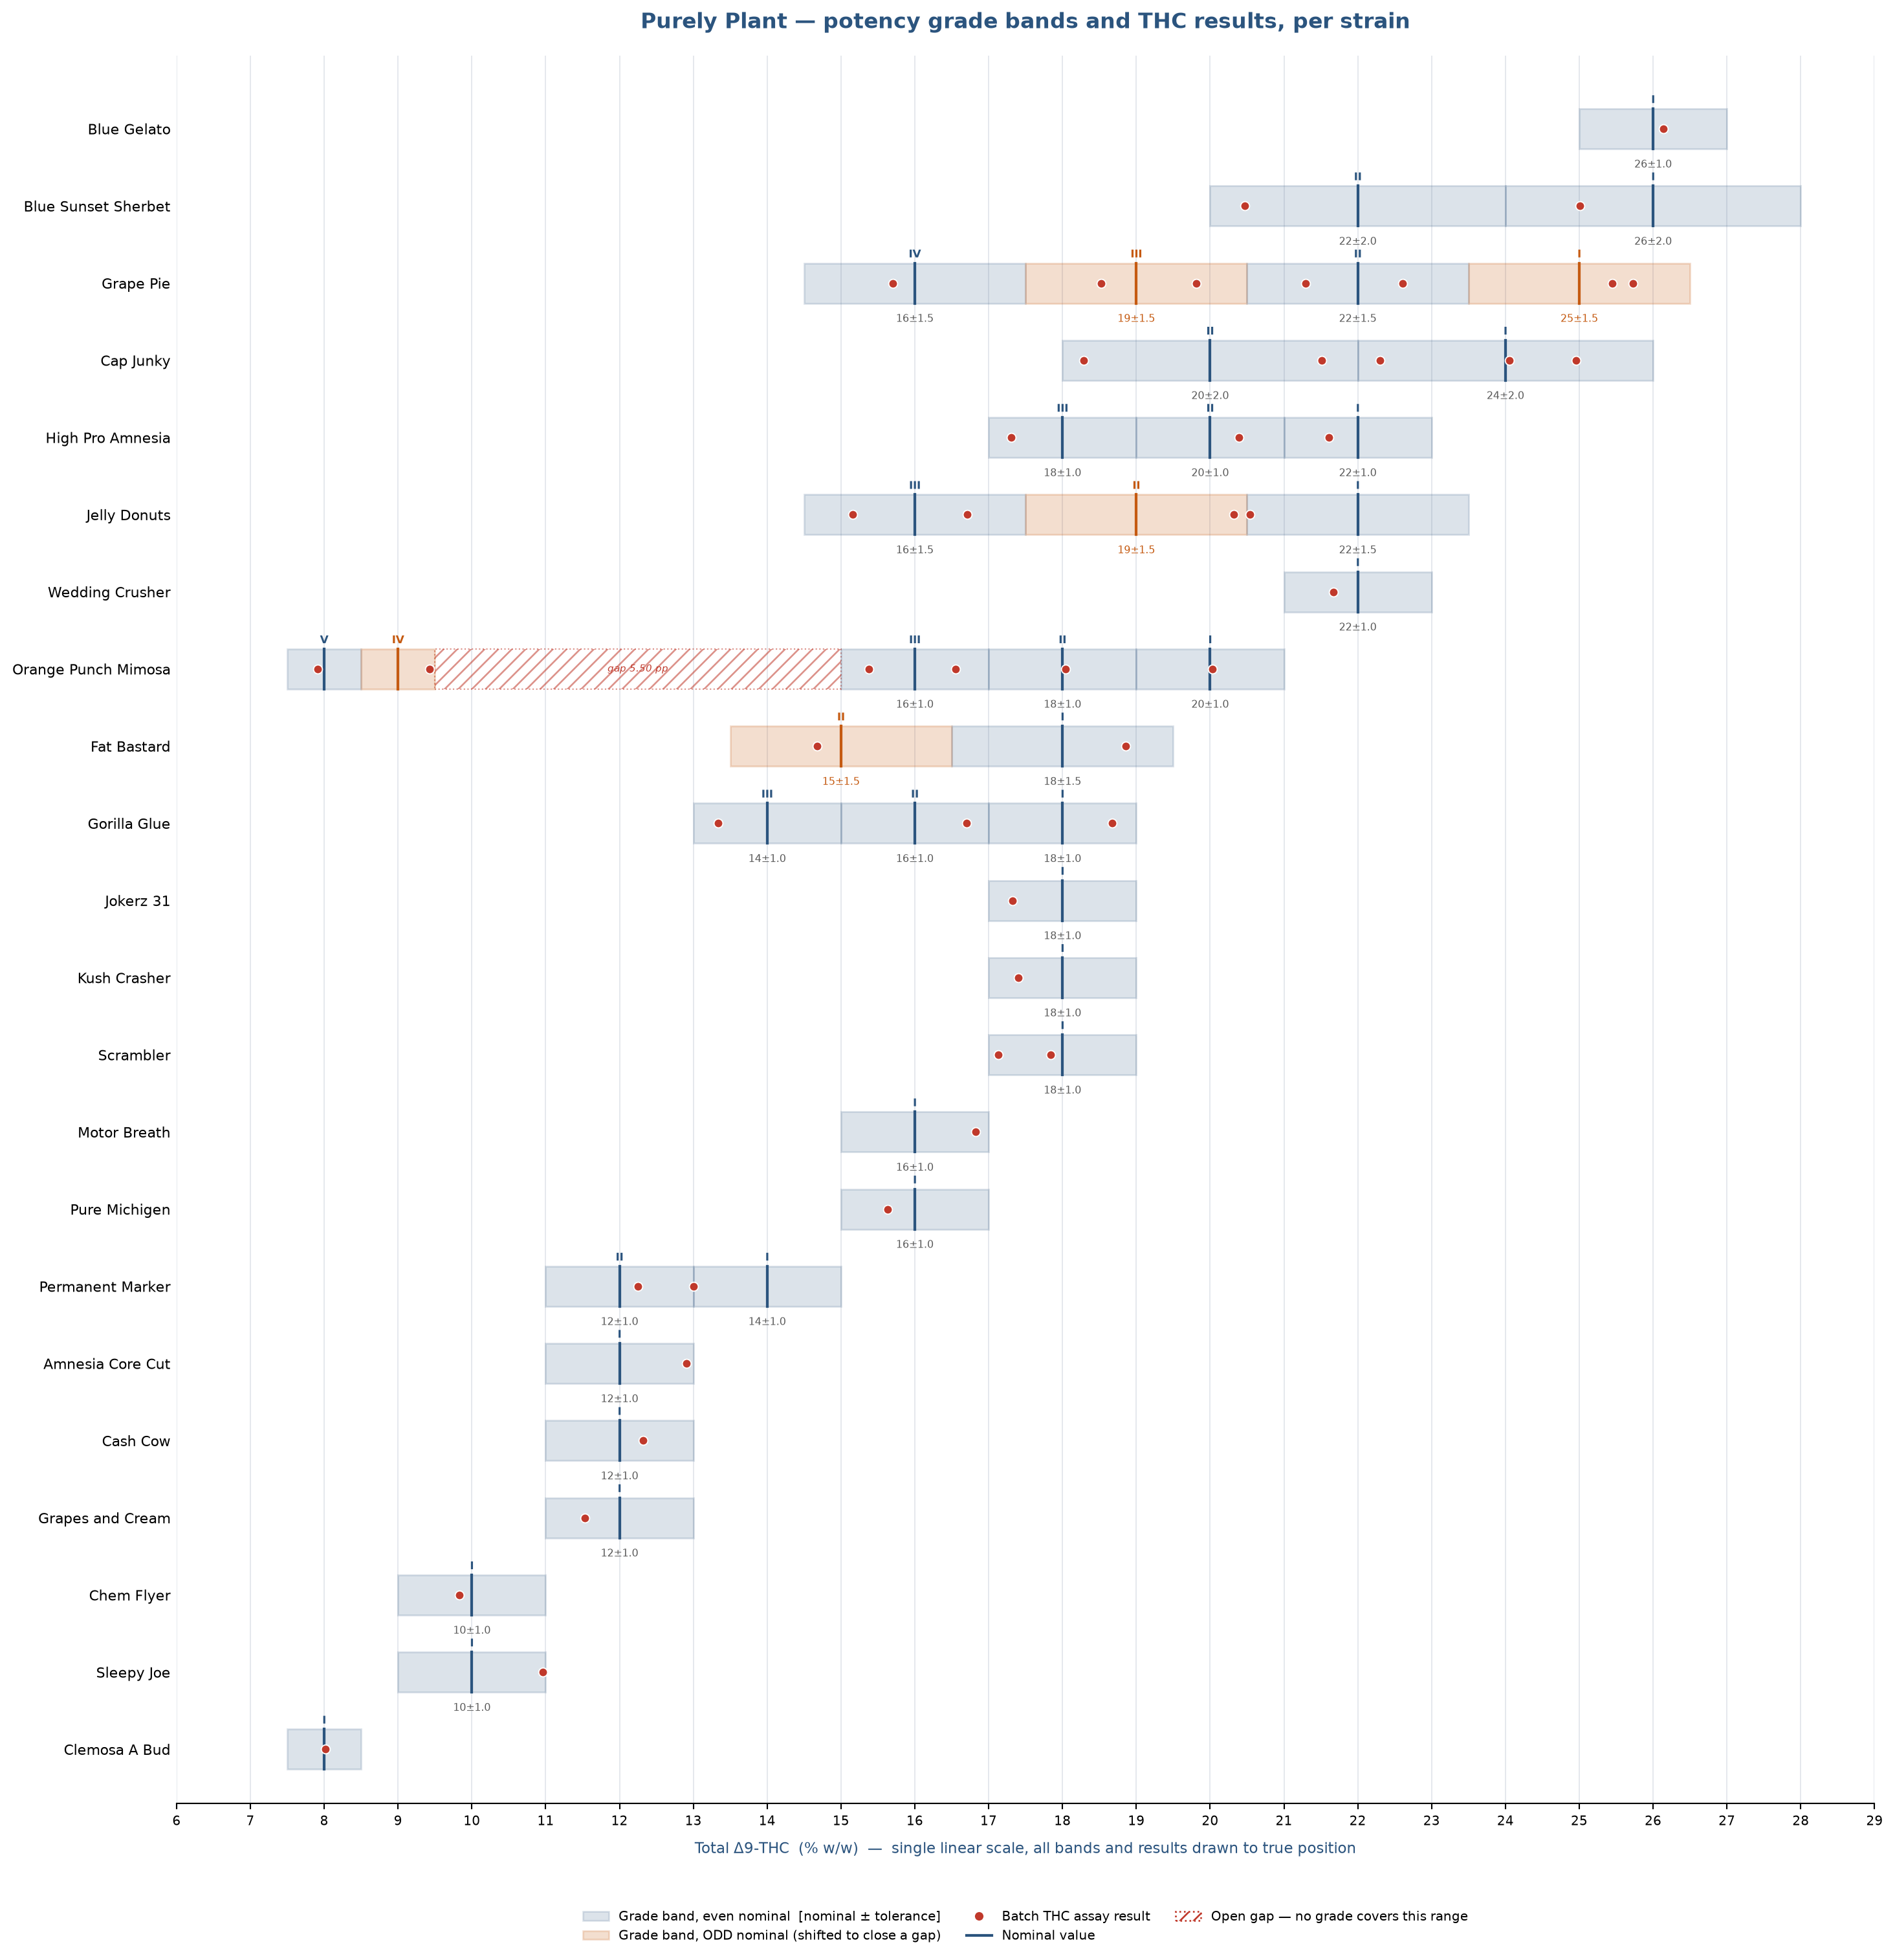 Purely Plant — potency grade bands and THC results, per strain
I
Blue Gelato
26±1.0
II I
Blue Sunset Sherbet
22±2.0 26±2.0
IV III II I
Grape Pie
16±1.5 19±1.5 22±1.5 25±1.5
II I
Cap Junky
20±2.0 24±2.0
III II I
High Pro Amnesia
18±1.0 20±1.0 22±1.0
III II I
Jelly Donuts
16±1.5 19±1.5 22±1.5
I
Wedding Crusher
22±1.0
V IV III II I
Orange Punch Mimosa gap 5.50 pp
16±1.0 18±1.0 20±1.0
II I
Fat Bastard
15±1.5 18±1.5
III II I
Gorilla Glue
14±1.0 16±1.0 18±1.0
I
Jokerz 31
18±1.0
I
Kush Crasher
18±1.0
I
Scrambler
18±1.0
I
Motor Breath
16±1.0
I
Pure Michigen
16±1.0
II I
Permanent Marker
12±1.0 14±1.0
I
Amnesia Core Cut
12±1.0
I
Cash Cow
12±1.0
I
Grapes and Cream
12±1.0
I
Chem Flyer
10±1.0
I
Sleepy Joe
10±1.0
I
Clemosa A Bud
6 7 8 9 10 11 12 13 14 15 16 17 18 19 20 21 22 23 24 25 26 27 28 29
Total Δ9-THC (% w/w) — single linear scale, all bands and results drawn to true position
Grade band, even nominal [nominal ± tolerance] Batch THC assay result Open gap — no grade covers this range
Grade band, ODD nominal (shifted to close a gap) Nominal value